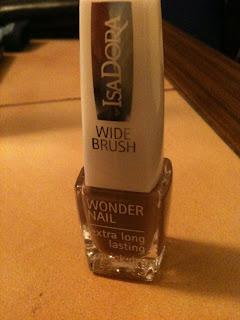 ISADORA
WIDE
BRUSH
WONDER
NAIL
extra long
lasting